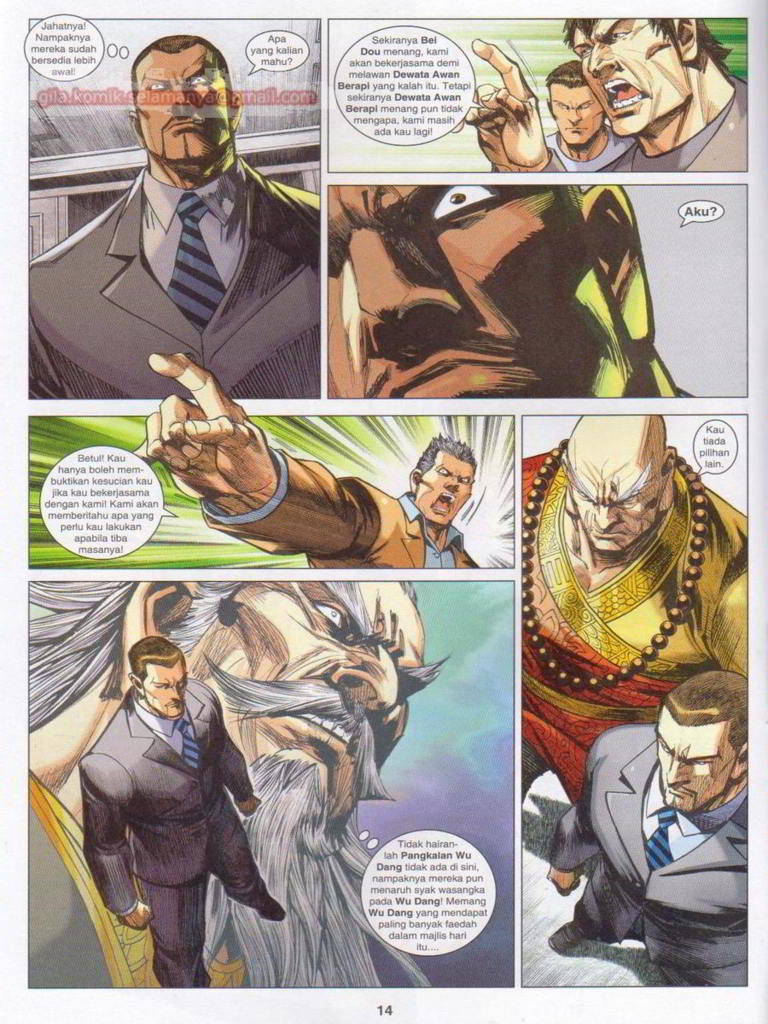 Jahatnya!
Nampaknya
mereka sudah
bersedia lebih
awal!
Apa
yang kalian
mahu?
gila.komik.selamanya@gmail.com
Sekiranya Bei
Dou menang, kami
akan bekerjasama demi
melawan Dewata Awan
Berapi yang kalah itu. Tetapi
sekiranya Dewata Awan
Berapi menang pun tidak
mengapa, kami masih
ada kau lagi!
Aku?
Betul! Kau
hanya boleh mem-
buktikan kesucian kau
jika kau bekerjasama
dengan kami! Kami akan
memberitahu apa yang
perlu kau lakukan
apabila tiba
masanya!
Kau
tiada
pilihan
lain.
Tidak hairan-
lah Pangkalan Wu
Dang tidak ada di sini,
nampaknya mereka pun
menaruh syak wasangka
pada Wu Dang! Memang
Wu Dang yang mendapat
paling banyak faedah
dalam majlis hari
itu....
14